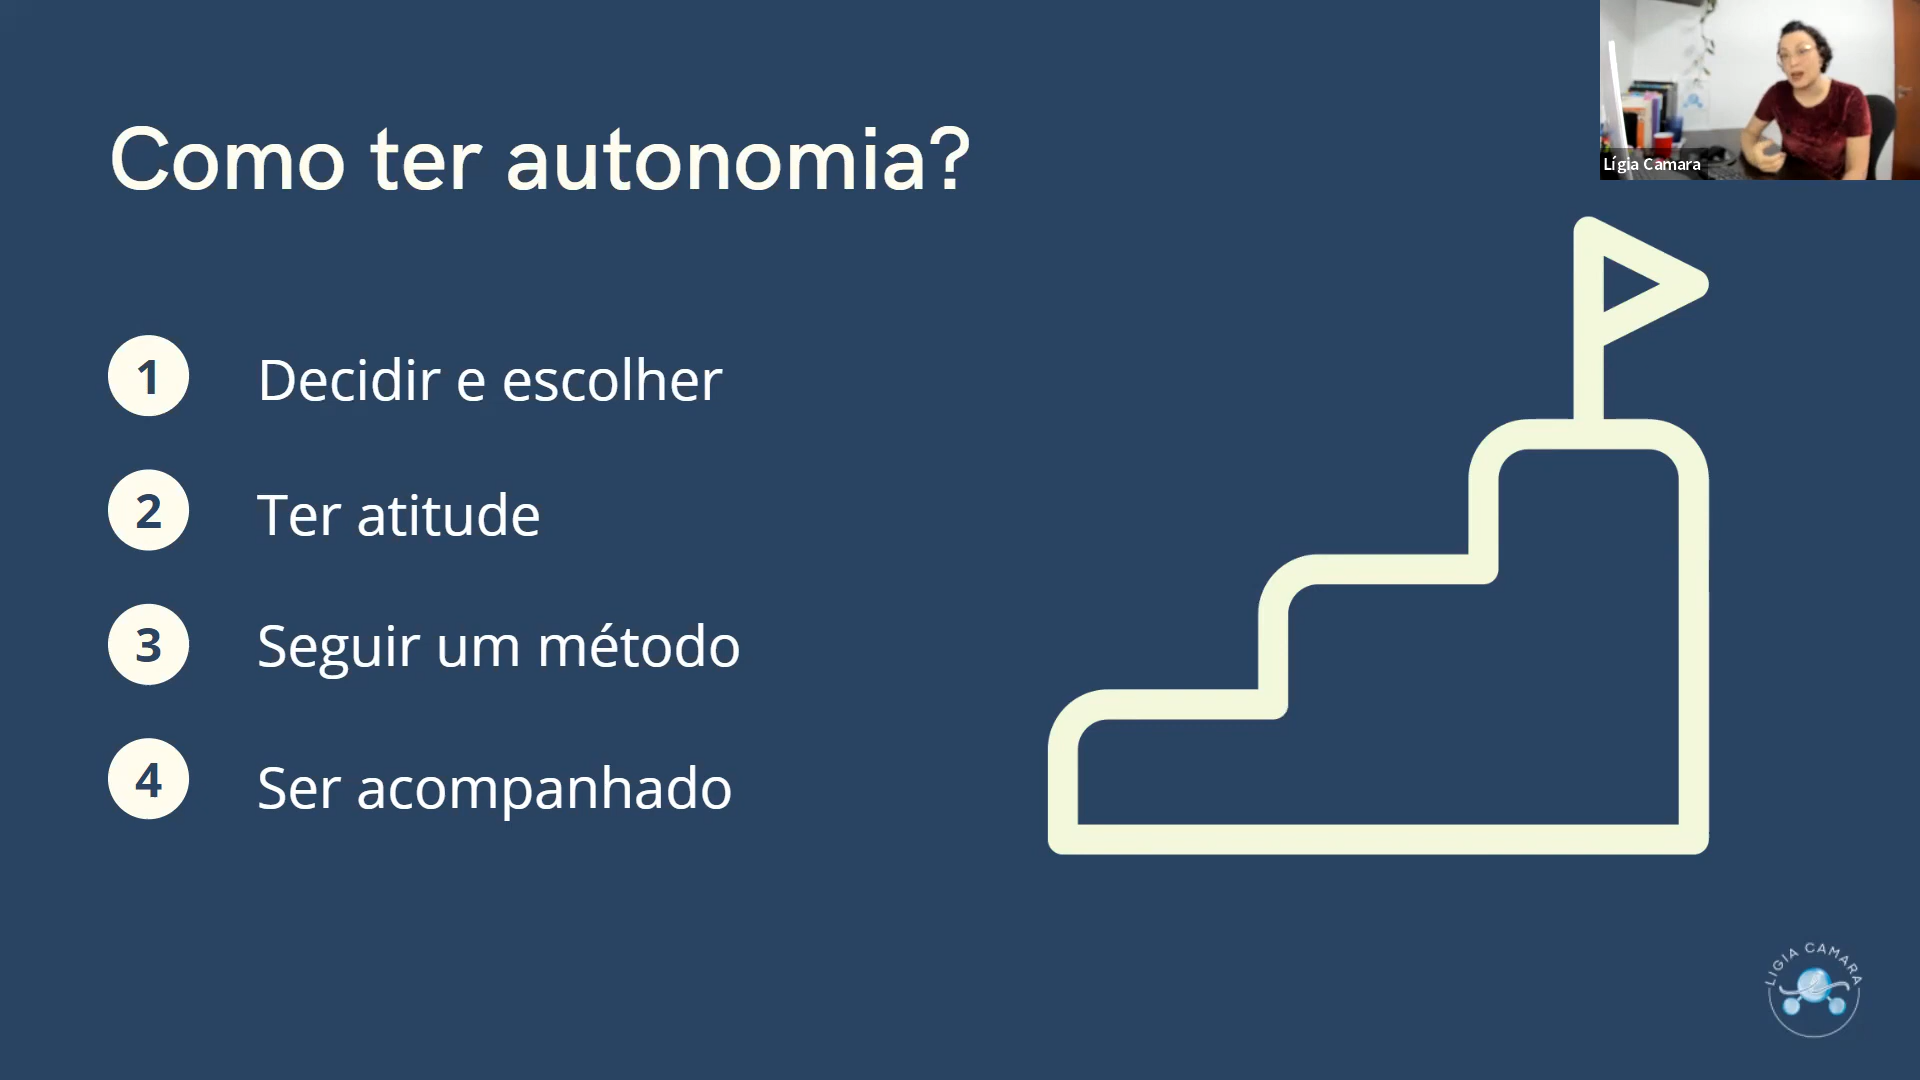 Como ter autonomia?
Lígia Camara
1 Decidir e escolher
2 Ter atitude
3 Seguir um método
4 Ser acompanhado
LIGIA CAMARA